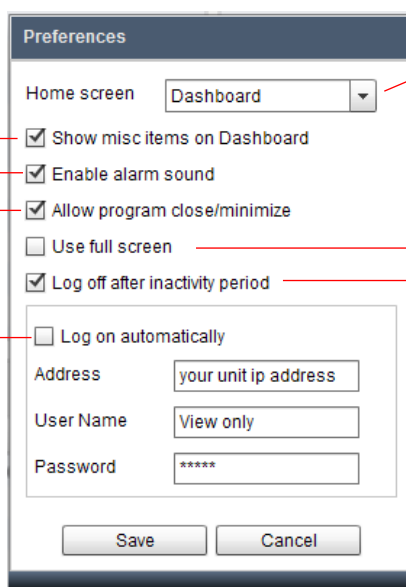 Preferences
Home screen Dashboard
Show misc items on Dashboard
Enable alarm sound
Allow program close/minimize
Use full screen
Log off after inactivity period
Log on automatically
Address your unit ip address
User Name View only
Password *****
Save Cancel